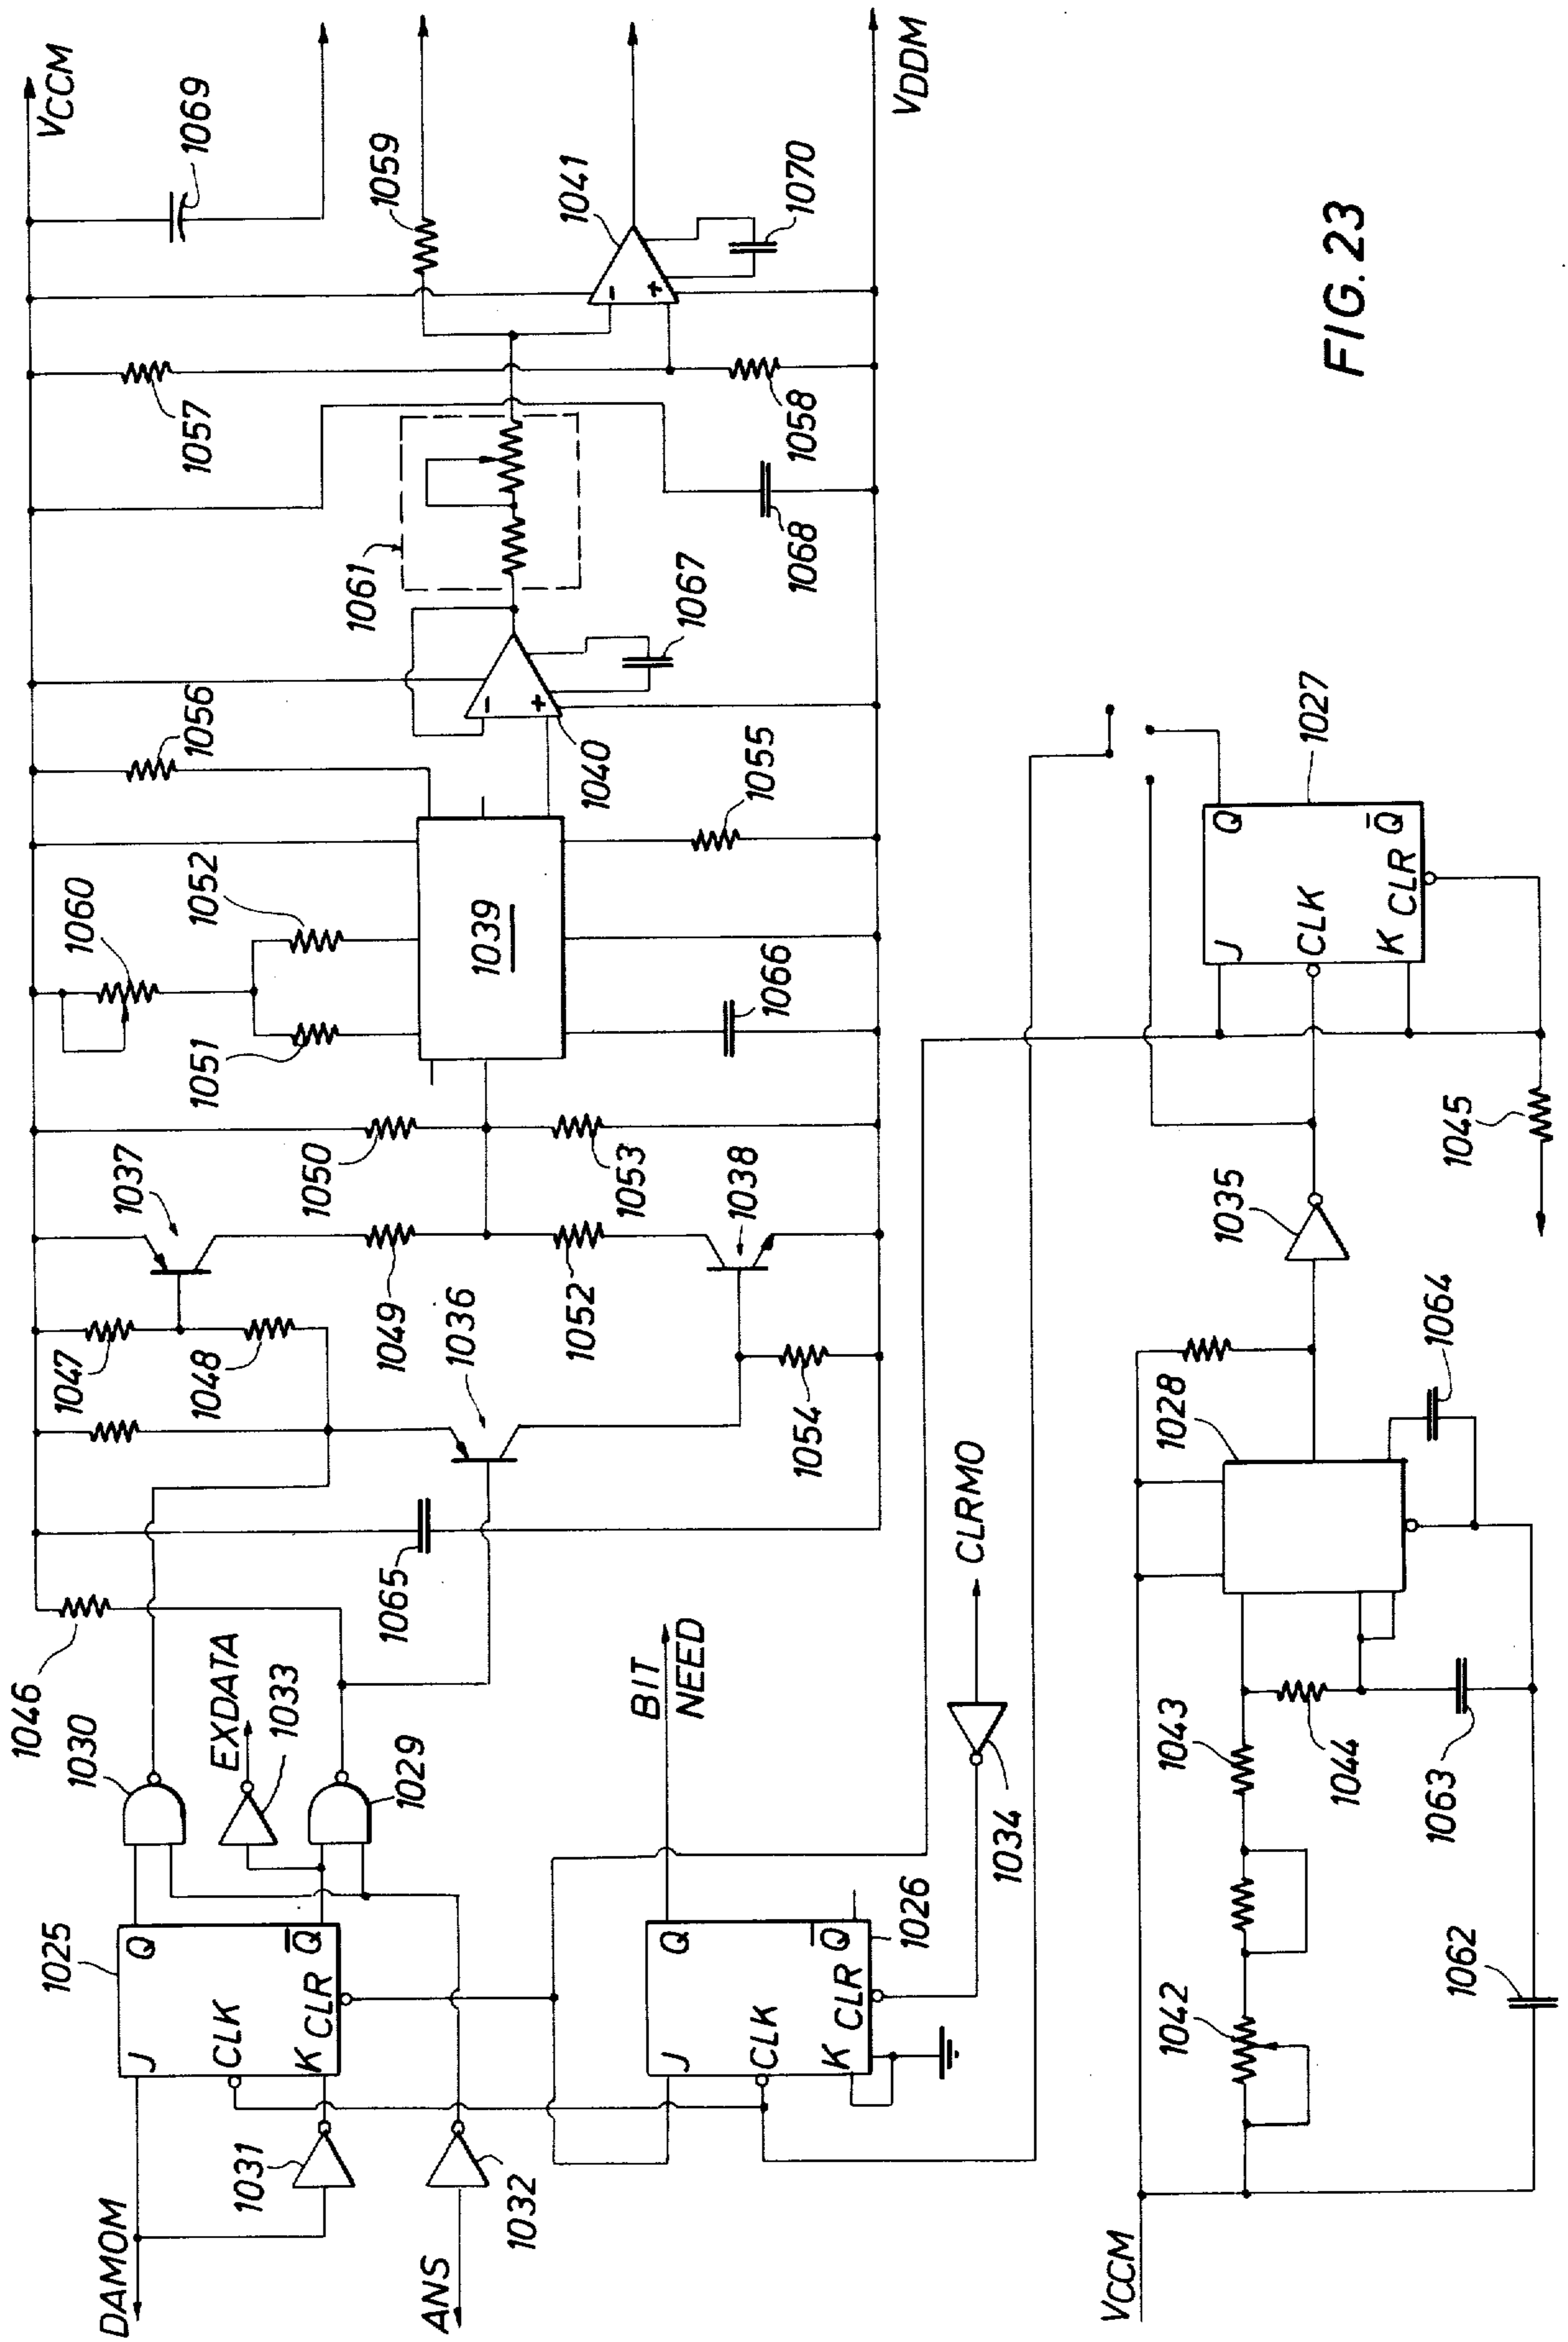 VCCM
1069
1059
1041
1070
VDDM
1057
1058
1061
1068
1067
1056
1040
1055
1060
1052
1051
1039
1066
1037
1050
1053
1038
1047
1048
1049
1036
1052
1054
1065
1046
1030
EXDATA
1033
1029
BIT
NEED
CLRMO
1034
1025
J
Q
CLK
K
CLR
Q
1026
J
Q
CLK
K
CLR
Q
DAMOM
1031
ANS
1032
1027
J
Q
CLK
K
CLR
Q
1045
1035
1064
1028
1043
1044
1063
1042
1062
VCCM
- +
- +
FIG. 23